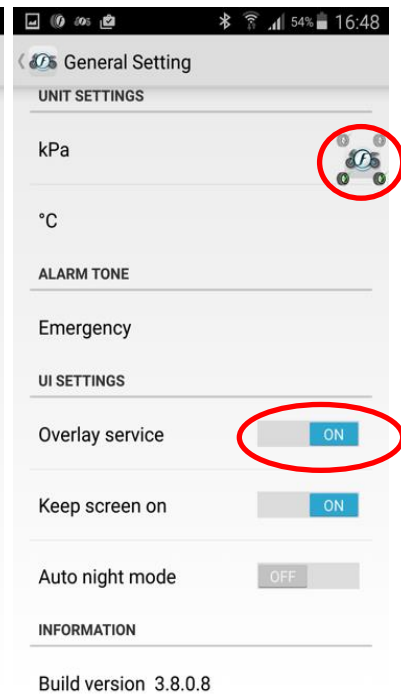 54% 16:48
General Setting
UNIT SETTINGS
kPa
°C
ALARM TONE
Emergency
UI SETTINGS
Overlay service ON
Keep screen on ON
Auto night mode OFF
INFORMATION
Build version 3.8.0.8